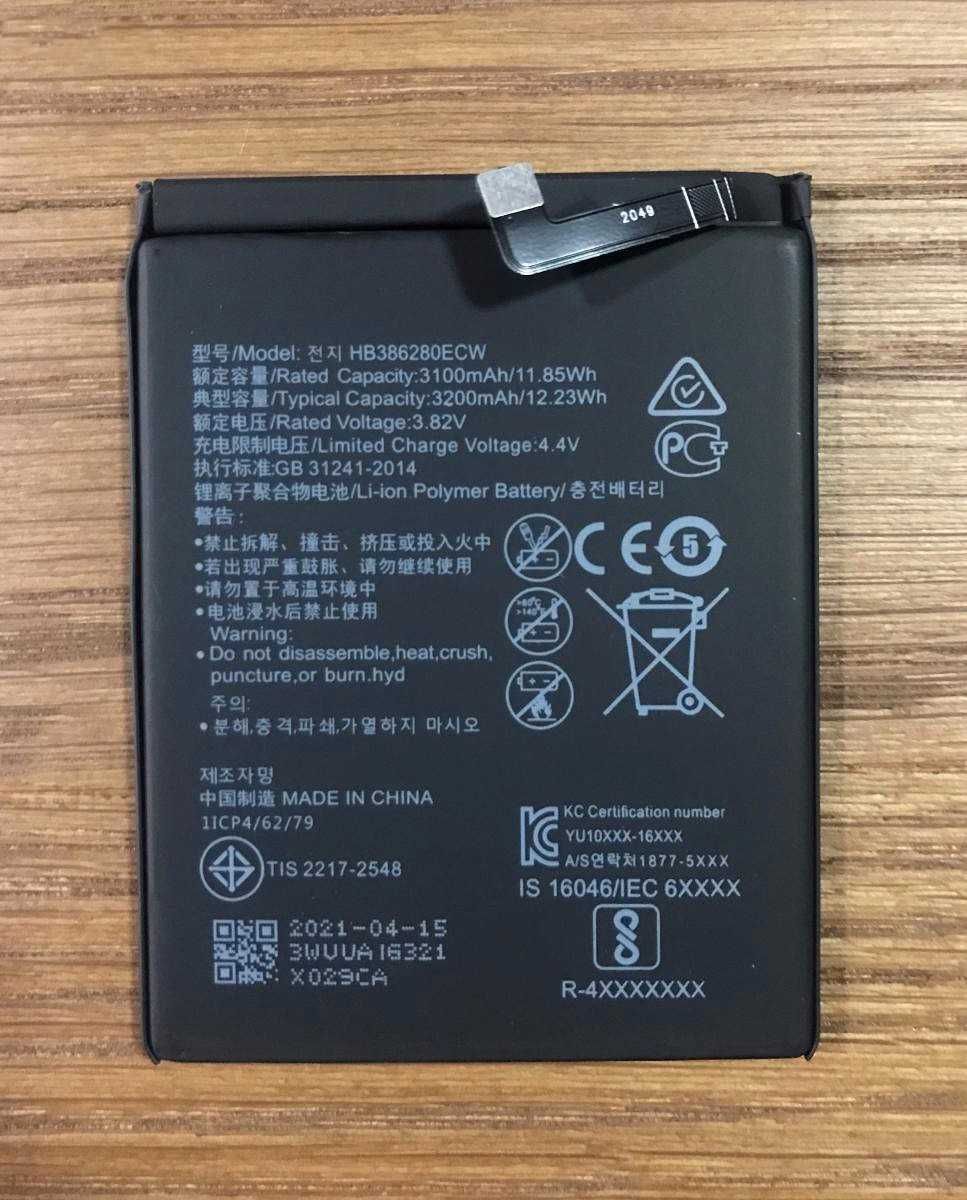 2049
型号/Model: 전지 HB386280ECW
额定容量/Rated Capacity:3100mAh/11.85Wh
典型容量/Typical Capacity:3200mAh/12.23Wh
额定电压/Rated Voltage:3.82V
充电限制电压/Limited Charge Voltage:4.4V
执行标准:GB 31241-2014
锂离子聚合物电池/Li-ion Polymer Battery/충전배터리
警告:
•禁止拆解、撞击、挤压或投入火中
•若出现严重鼓胀、请勿继续使用
•请勿置于高温环境中
•电池浸水后禁止使用
Warning:
• Do not disassemble,heat,crush,
puncture,or burn.hyd
주의:
• 분해,충격,파쇄,가열하지 마시오
PCT
CE
5
>60°C
>140°F
제조자명
中国制造 MADE IN CHINA
1ICP4/62/79
TIS 2217-2548
2021-04-15
3WVUA16321
X029CA
KC Certification number
YU10XXX-16XXX
A/S연락처1877-5XXX
IS 16046/IEC 6XXXX
R-4XXXXXXX